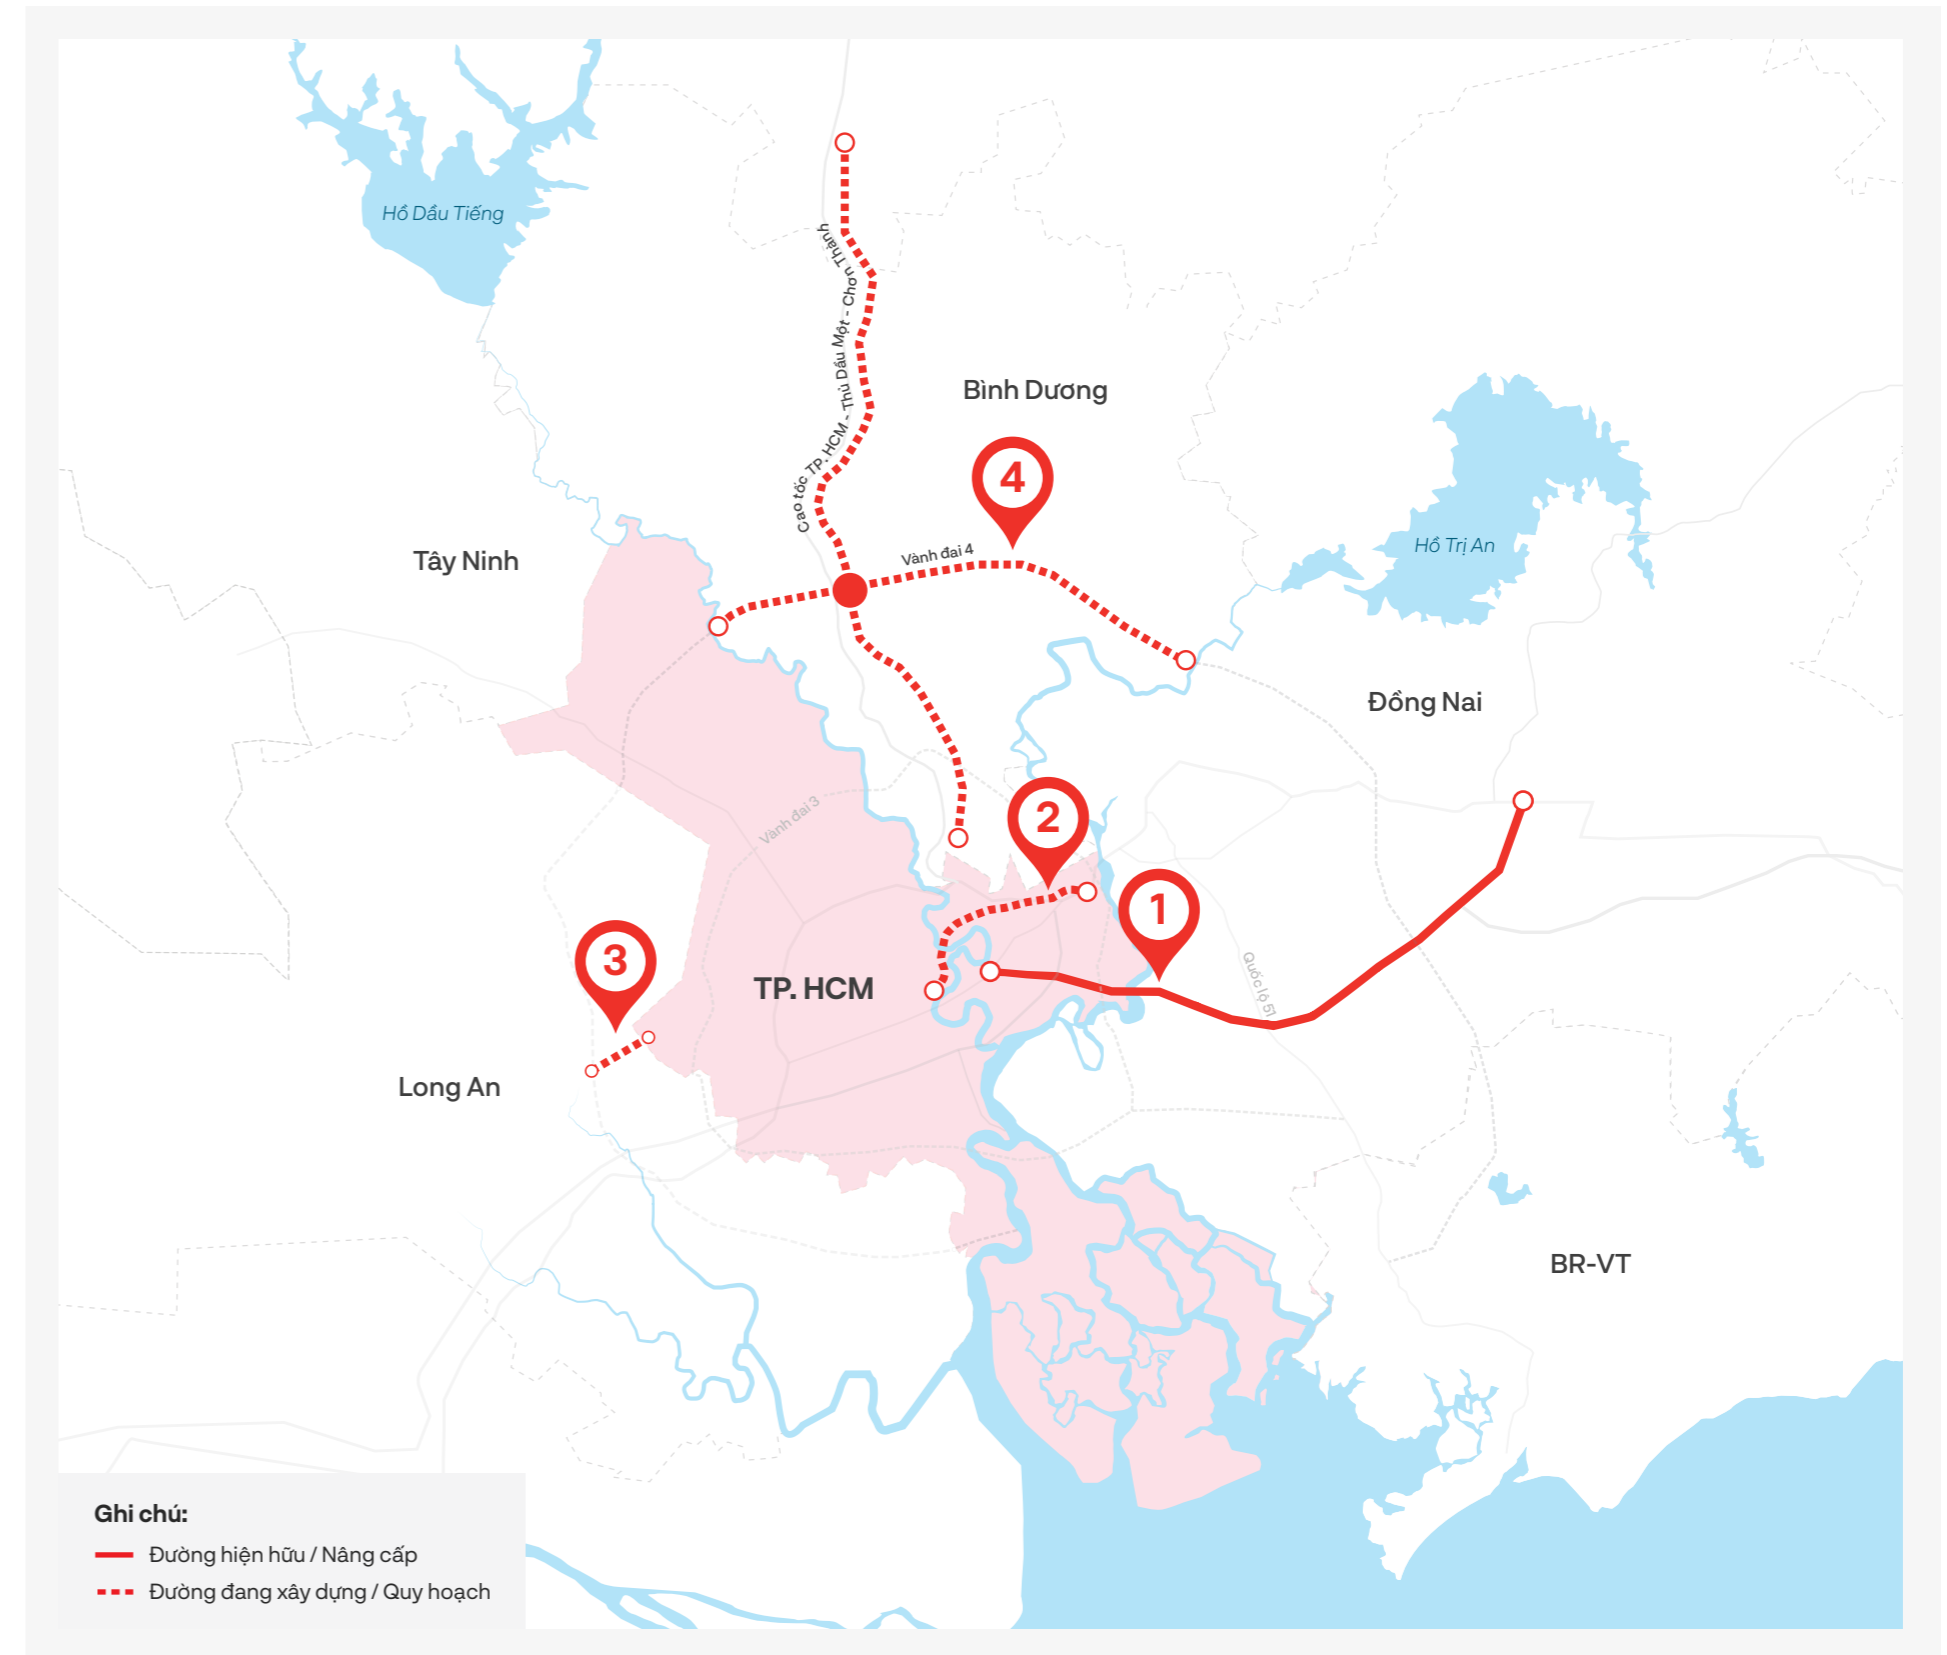 Hồ Dầu Tiếng
Cao tốc TP. HCM - Thủ Dầu Một - Chơn Thành
Bình Dương
4
Vành đai 4
Hồ Trị An
Tây Ninh
Đồng Nai
Vành đai 3
2
1
3
TP. HCM
Quốc lộ 51
Long An
BR-VT
Ghi chú:
Đường hiện hữu / Nâng cấp
Đường đang xây dựng / Quy hoạch